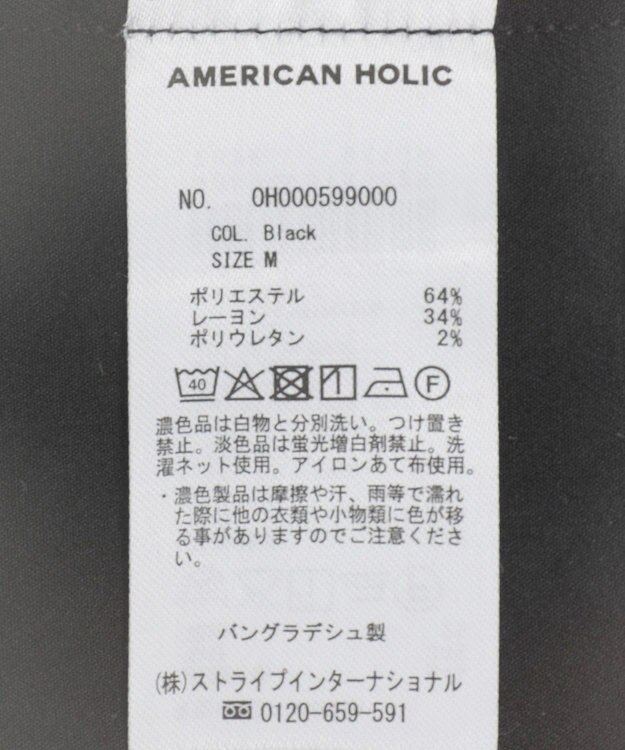 AMERICAN HOLIC
NO. OH000599000
COL. Black
SIZE M
ポリエステル 64%
レーヨン 34%
ポリウレタン 2%
40 F
濃色品は白物と分別洗い。つけ置き
禁止。淡色品は蛍光増白剤禁止。洗
濯ネット使用。アイロンあて布使用。
・濃色製品は摩擦や汗、雨等で濡れ
た際に他の衣類や小物類に色が移
る事がありますのでご注意くださ
い。
バングラデシュ製
(株)ストライプインターナショナル
0120-659-591